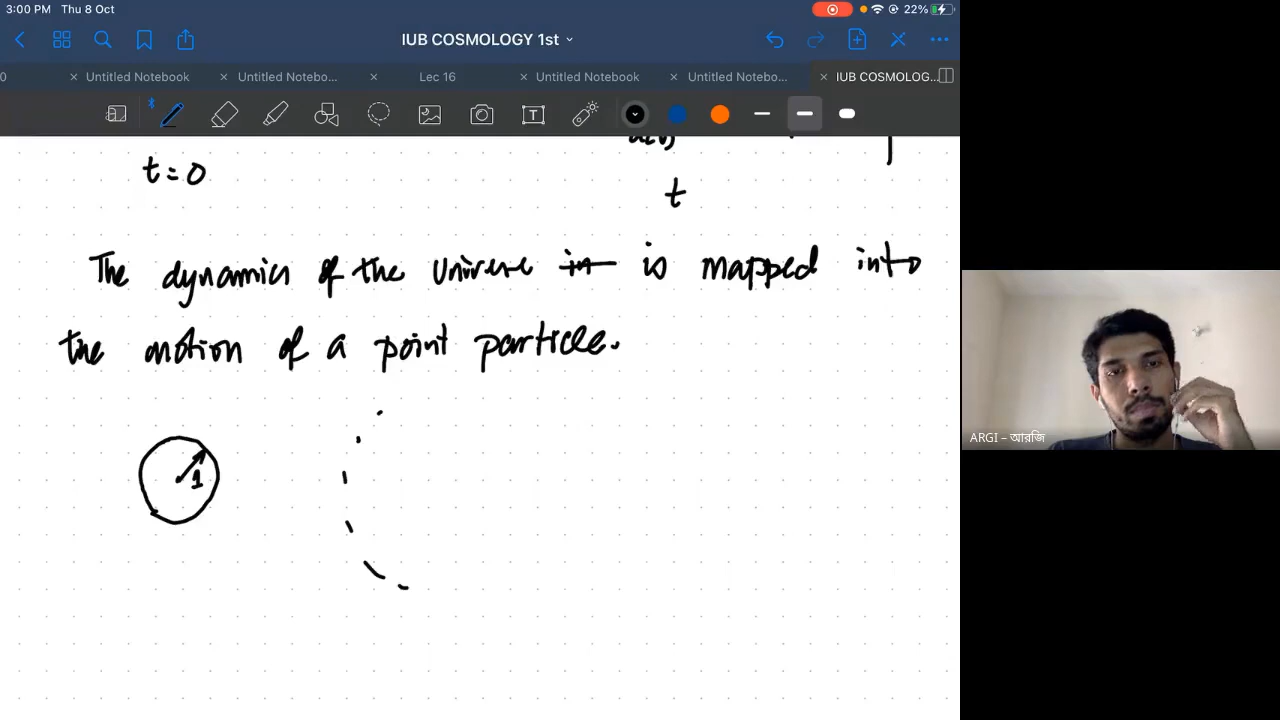 3:00 PM Thu 8 Oct
22%
IUB COSMOLOGY 1st
0 × Untitled Notebook × Untitled Notebo... × Lec 16 × Untitled Notebook × Untitled Notebo... × IUB COSMOLOG...
T
t = 0
t
The dynamics of the Universe in is mapped into
the motion of a point particle.
1
ARGI – আরজি